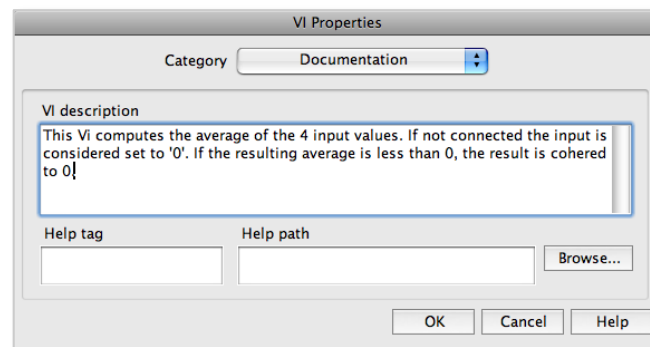 VI Properties
Category Documentation
VI description
This Vi computes the average of the 4 input values. If not connected the input is
considered set to '0'. If the resulting average is less than 0, the result is cohered
to 0.
Help tag Help path
Browse...
OK Cancel Help